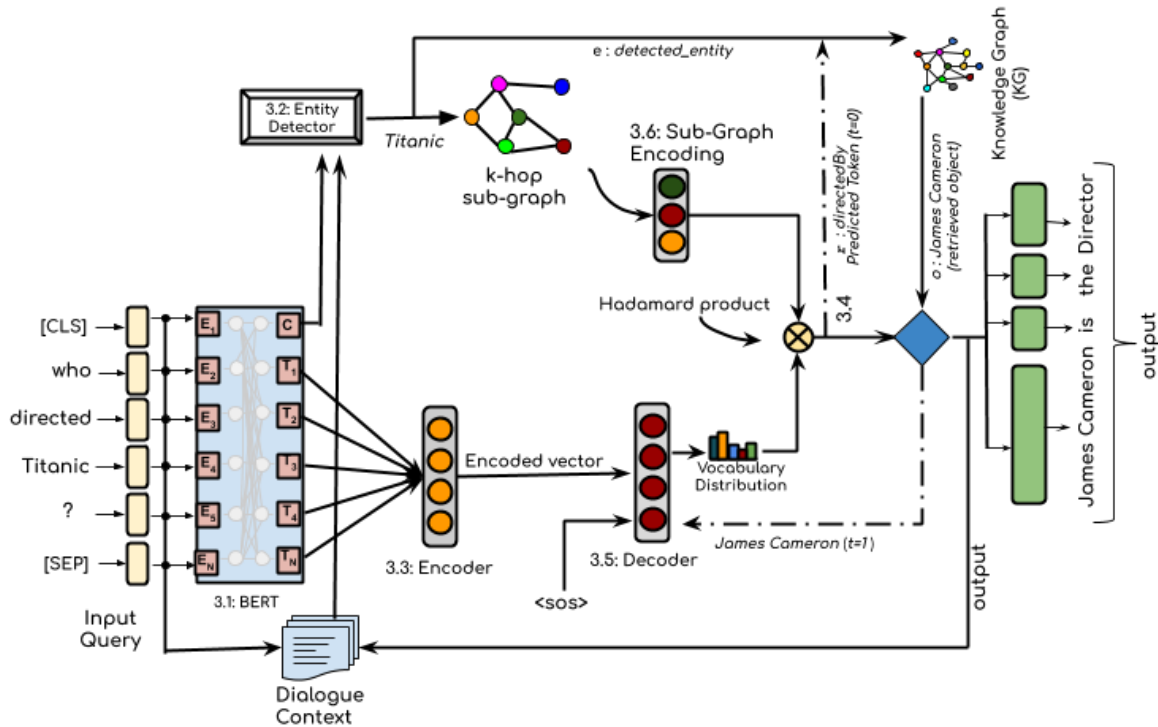 e : detected_entity
Knowledge Graph
(KG)
3.2: Entity
Detector
Titanic
k-hop
sub-graph
3.6: Sub-Graph
Encoding
r : directedBy
Predicted Token (t=0)
o : James Cameron
(retrieved object)
Hadamard product
3.4
[CLS]
who
directed
Titanic
?
[SEP]
E1
E2
E3
E4
E5
EN
C
T1
T2
T3
T4
TN
3.1: BERT
Input
Query
3.3: Encoder
Encoded vector
3.5: Decoder
<sos>
Vocabulary
Distribution
James Cameron (t=1)
Dialogue
Context
output
James Cameron is the Director
output